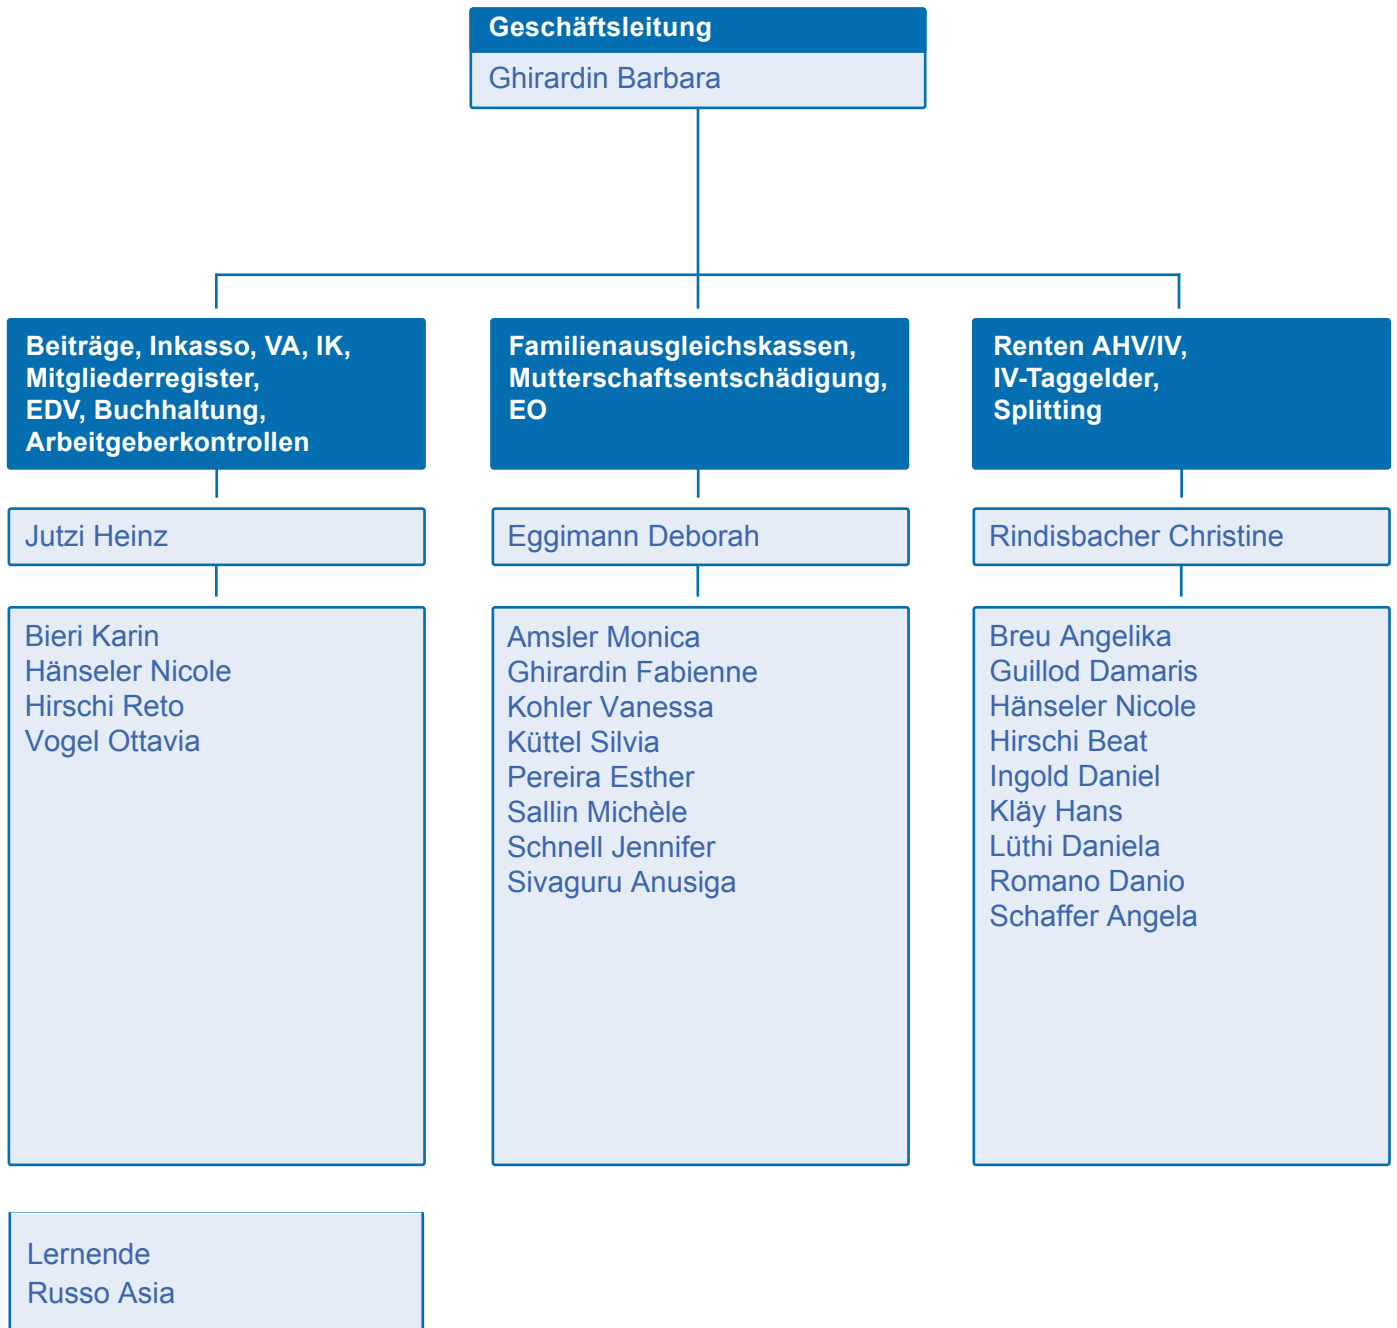 Geschäftsleitung
Ghirardin Barbara
Beiträge, Inkasso, VA, IK,
Mitgliederregister,
EDV, Buchhaltung,
Arbeitgeberkontrollen
Jutzi Heinz
Bieri Karin
Hänseler Nicole
Hirschi Reto
Vogel Ottavia
Familienausgleichskassen,
Mutterschaftsentschädigung,
EO
Eggimann Deborah
Amsler Monica
Ghirardin Fabienne
Kohler Vanessa
Küttel Silvia
Pereira Esther
Sallin Michèle
Schnell Jennifer
Sivaguru Anusiga
Renten AHV/IV,
IV-Taggelder,
Splitting
Rindisbacher Christine
Breu Angelika
Guillod Damaris
Hänseler Nicole
Hirschi Beat
Ingold Daniel
Kläy Hans
Lüthi Daniela
Romano Danio
Schaffer Angela
Lernende
Russo Asia